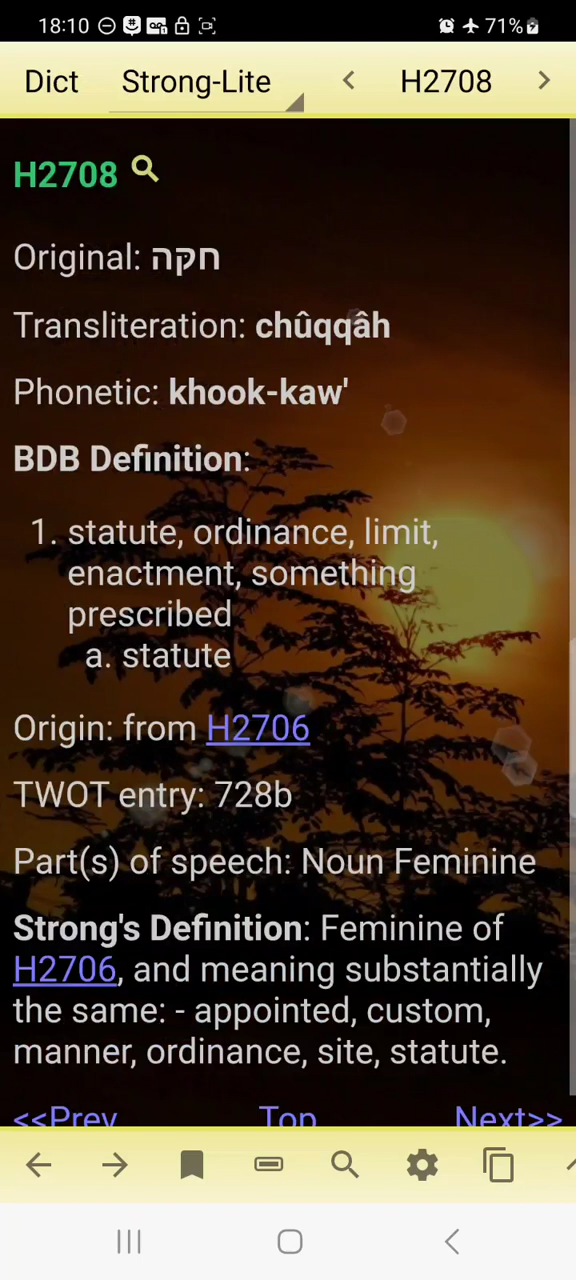 18:10 71%
Dict Strong-Lite < H2708 >
H2708
Original: חקה
Transliteration: chûqqâh
Phonetic: khook-kaw'
BDB Definition:
1. statute, ordinance, limit,
enactment, something
prescribed
a. statute
Origin: from H2706
TWOT entry: 728b
Part(s) of speech: Noun Feminine
Strong's Definition: Feminine of
H2706, and meaning substantially
the same: - appointed, custom,
manner, ordinance, site, statute.
<<Prev Top Next>>